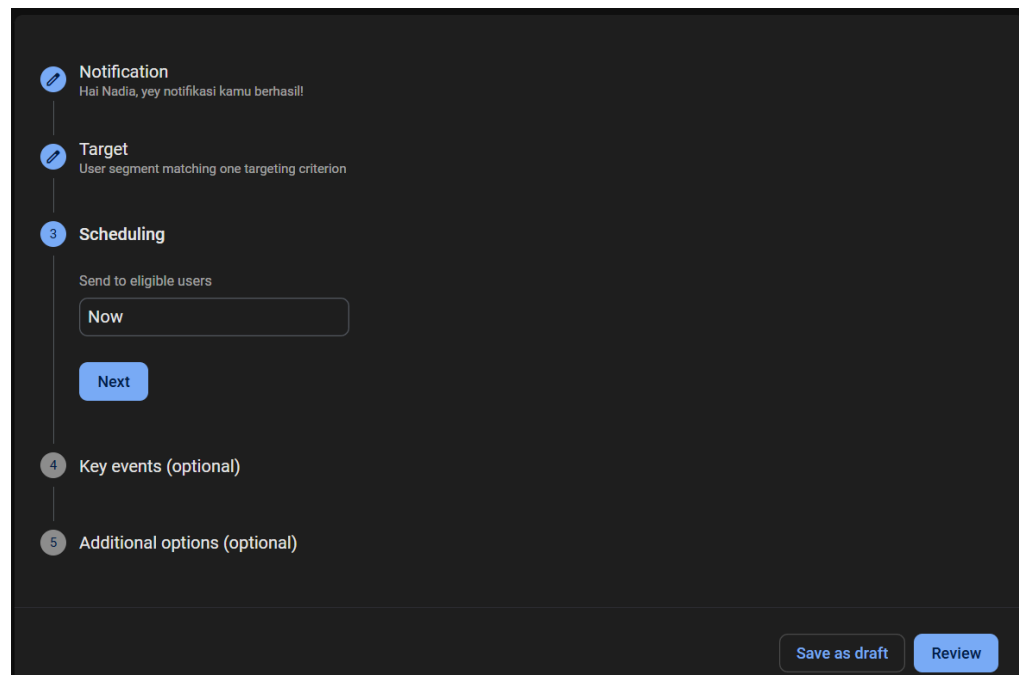 Notification
Hai Nadia, yey notifikasi kamu berhasil!
Target
User segment matching one targeting criterion
3 Scheduling
Send to eligible users
Now
Next
4 Key events (optional)
5 Additional options (optional)
Save as draft Review